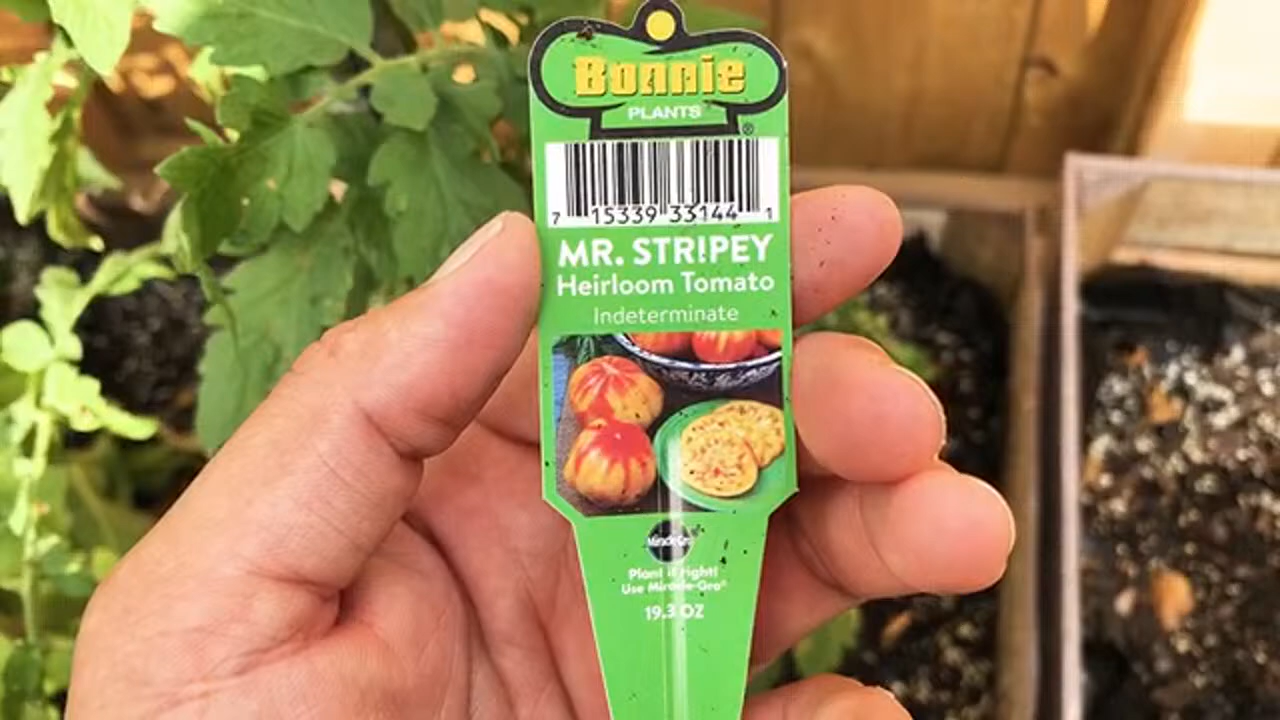 Bonnie
PLANTS
®
7 15339 33144 1
MR. STRIPEY
Heirloom Tomato
Indeterminate
Miracle-Gro
Plant it right!
Use Miracle-Gro®
19.3 OZ